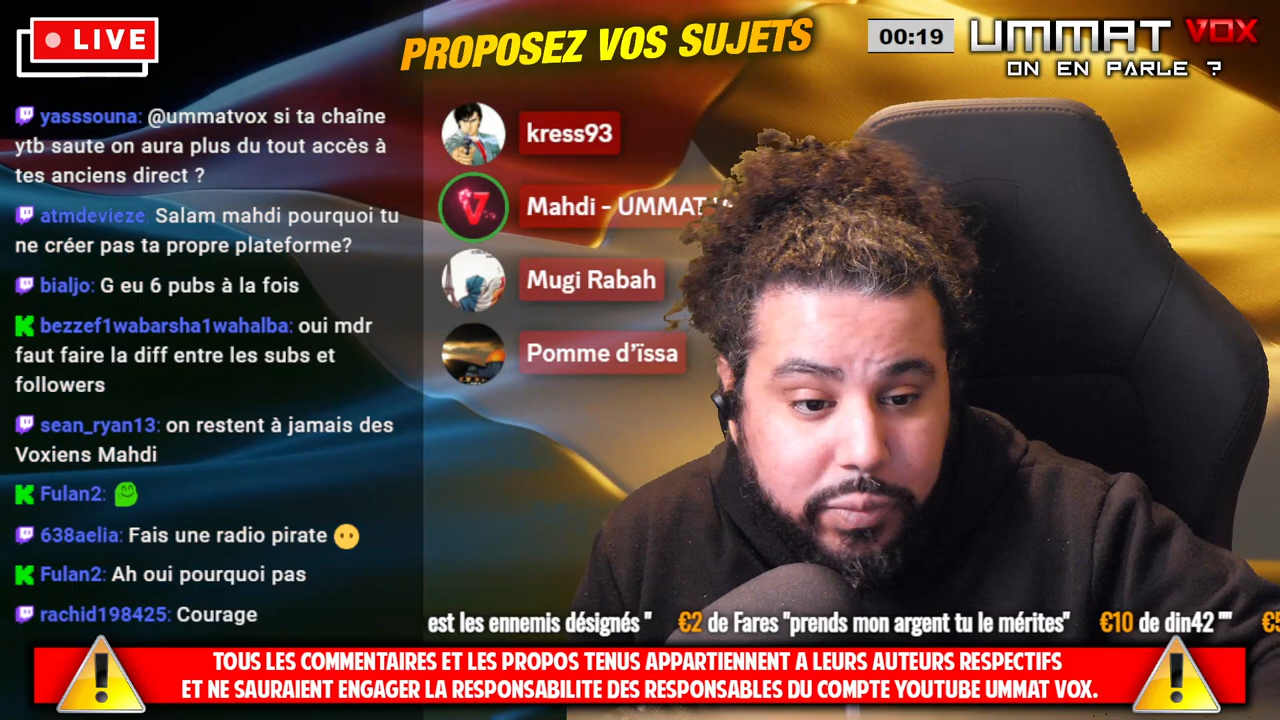 LIVE
PROPOSEZ VOS SUJETS
00:19
UMMAT VOX
ON EN PARLE ?
yasssouna: @ummatvox si ta chaîne
ytb saute on aura plus du tout accès à
tes anciens direct ?
atmdevieze: Salam mahdi pourquoi tu
ne créer pas ta propre plateforme?
bialjo: G eu 6 pubs à la fois
bezzef1wabarsha1wahalba: oui mdr
faut faire la diff entre les subs et
followers
sean_ryan13: on restent à jamais des
Voxiens Mahdi
Fulan2:
638aelia: Fais une radio pirate 😶
Fulan2: Ah oui pourquoi pas
rachid198425: Courage
kress93
Mahdi - UMMAT
Mugi Rabah
Pomme d'ïssa
est les ennemis désignés " €2 de Fares "prends mon argent tu le mérites" €10 de din42 ""
TOUS LES COMMENTAIRES ET LES PROPOS TENUS APPARTIENNENT A LEURS AUTEURS RESPECTIFS
ET NE SAURAIENT ENGAGER LA RESPONSABILITE DES RESPONSABLES DU COMPTE YOUTUBE UMMAT VOX.